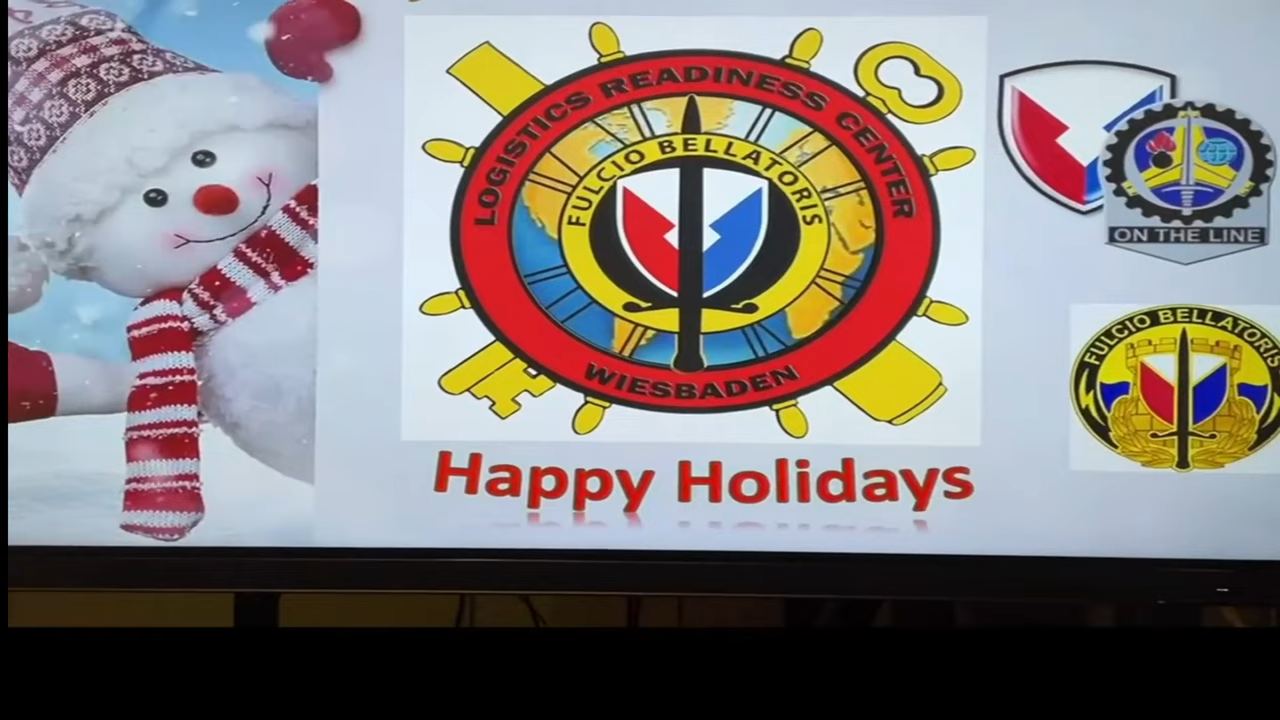 LOGISTICS READINESS CENTER
FULCIO BELLATORIS
WIESBADEN
ON THE LINE
FULCIO BELLATORIS
Happy Holidays